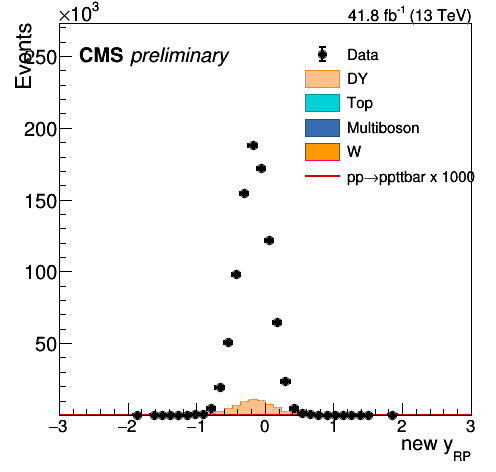 ×10³
41.8 fb⁻¹ (13 TeV)
Events
CMS preliminary
Data
DY
Top
Multiboson
W
pp→ppttbar x 1000
250
200
150
100
50
−3 −2 −1 0 1 2 3
new y_RP